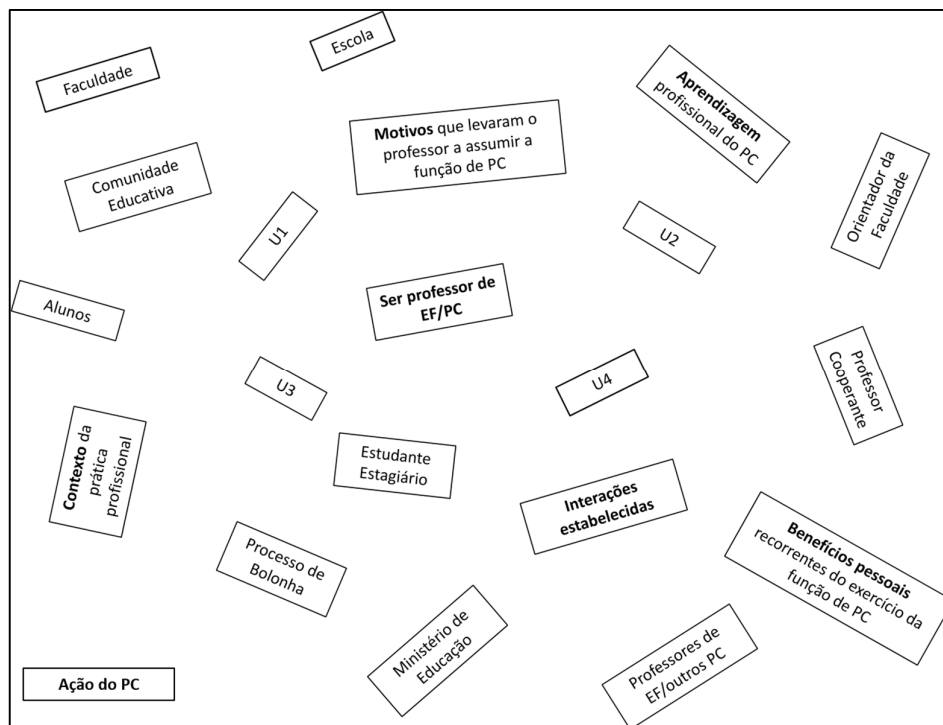 Escola
Faculdade
Aprendizagem
profissional do PC
Motivos que levaram o
professor a assumir a
função de PC
Comunidade
Educativa
Orientador da
Faculdade
U1
U2
Alunos
Ser professor de
EF/PC
U3
U4
Professor
Cooperante
Contexto da
prática
profissional
Estudante
Estagiário
Interações
estabelecidas
Processo de
Bolonha
Benefícios pessoais
recorrentes do exercício da
função de PC
Ministério de
Educação
Professores de
EF/outros PC
Ação do PC